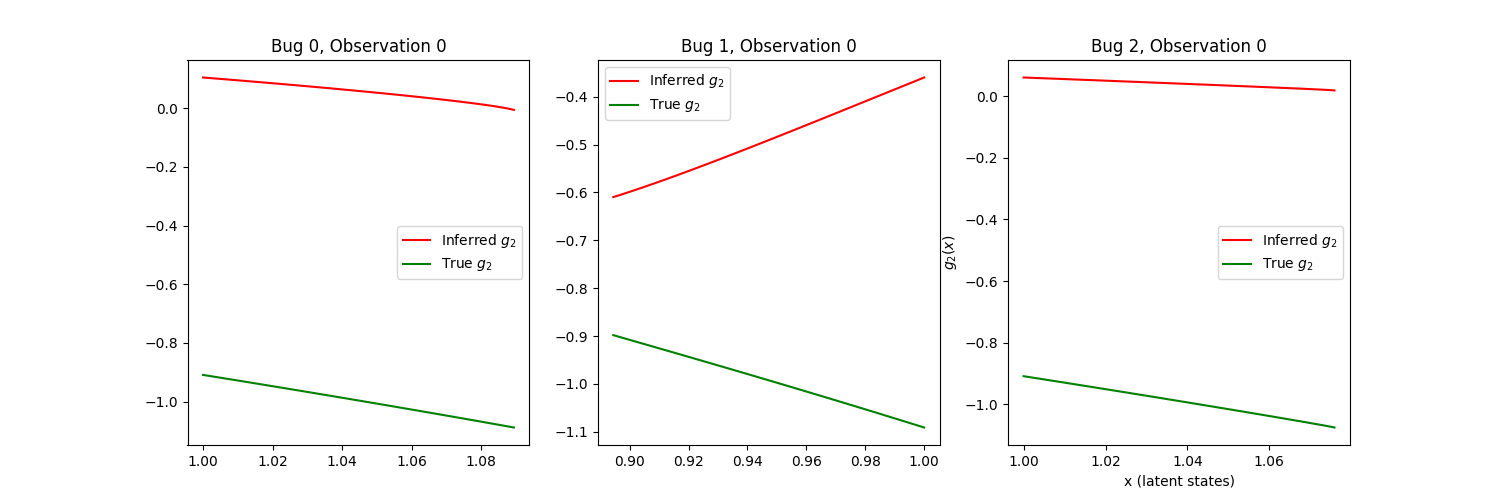 Bug 0, Observation 0
0.0
−0.2
−0.4
−0.6
−0.8
−1.0
Inferred g₂
True g₂
1.00 1.02 1.04 1.06 1.08
Bug 1, Observation 0
Inferred g₂
True g₂
−0.4
−0.5
−0.6
−0.7
−0.8
−0.9
−1.0
−1.1
0.90 0.92 0.94 0.96 0.98 1.00
Bug 2, Observation 0
g₂(x)
0.0
−0.2
−0.4
−0.6
−0.8
−1.0
Inferred g₂
True g₂
1.00 1.02 1.04 1.06
x (latent states)